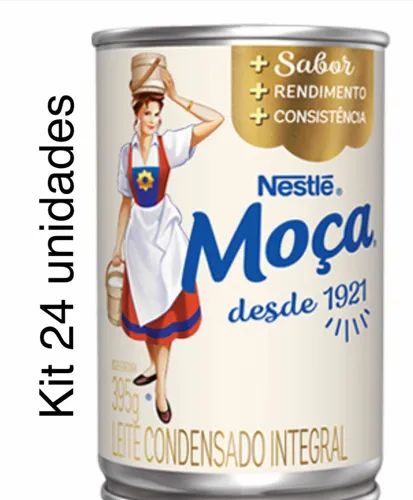 Kit 24 unidades
+ Sabor
+ RENDIMENTO
+ CONSISTÊNCIA
Nestlé®
Moça®
desde 1921
395g
LEITE CONDENSADO INTEGRAL